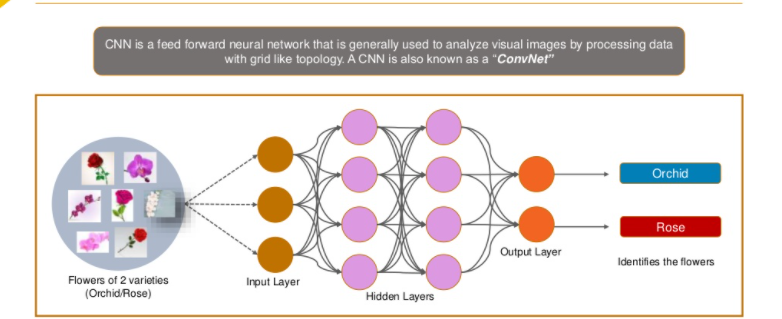 CNN is a feed forward neural network that is generally used to analyze visual images by processing data
with grid like topology. A CNN is also known as a "ConvNet"
Orchid
Rose
Output Layer
Identifies the flowers
Flowers of 2 varieties
(Orchid/Rose)
Input Layer
Hidden Layers